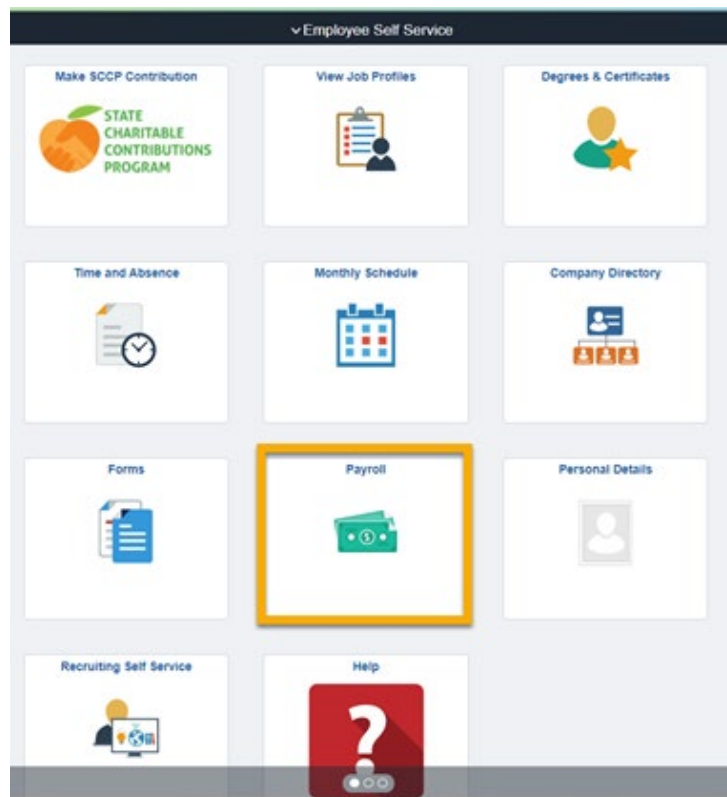 Employee Self Service
Make SCCP Contribution
View Job Profiles
Degrees & Certificates
STATE
CHARITABLE
CONTRIBUTIONS
PROGRAM
Time and Absence
Monthly Schedule
Company Directory
Forms
Payroll
Personal Details
Recruiting Self Service
Help
?